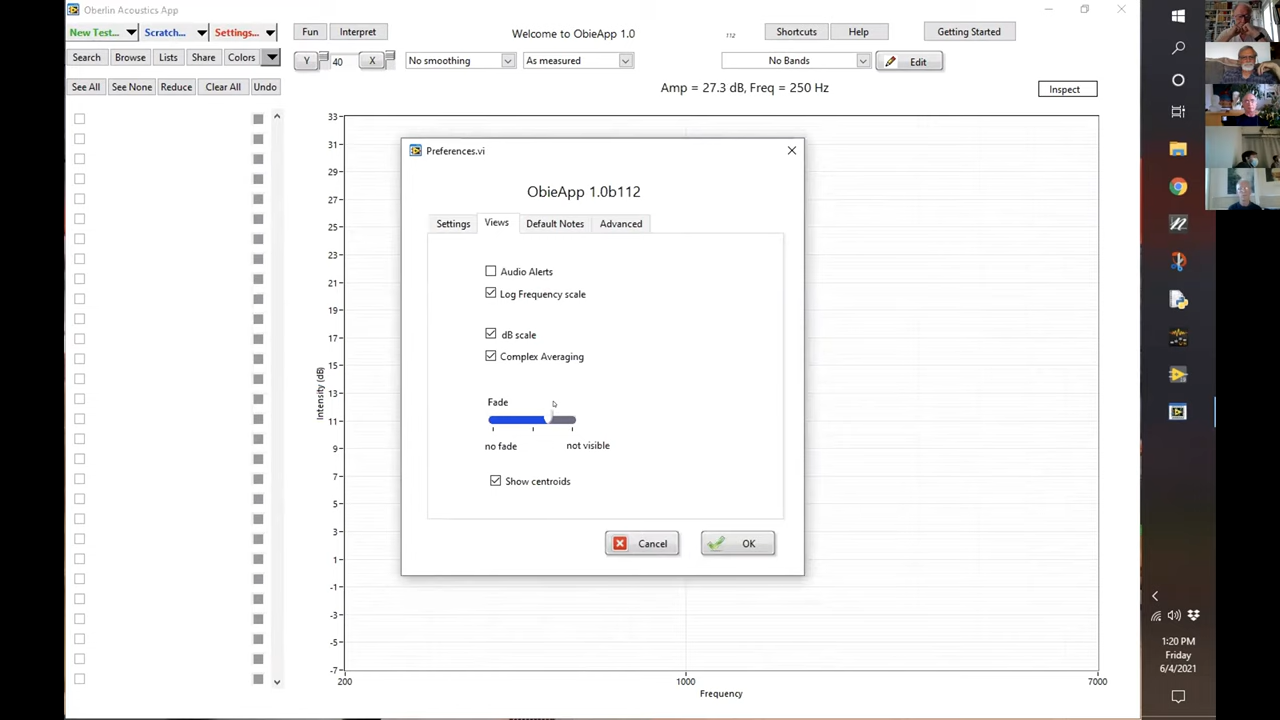 Oberlin Acoustics App
New Test... Scratch... Settings... Fun Interpret Welcome to ObieApp 1.0 112 Shortcuts Help Getting Started
Search Browse Lists Share Colors Y 40 X No smoothing As measured No Bands Edit
See All See None Reduce Clear All Undo Amp = 27.3 dB, Freq = 250 Hz Inspect
33
31
29
27
25
23
21
19
17
15
13
11
9
7
5
3
1
-1
-3
-5
-7
Intensity (dB)
200 1000 7000
Frequency
Preferences.vi
ObieApp 1.0b112
Settings Views Default Notes Advanced
Audio Alerts
Log Frequency scale
dB scale
Complex Averaging
Fade
no fade not visible
Show centroids
Cancel OK
1:20 PM
Friday
6/4/2021